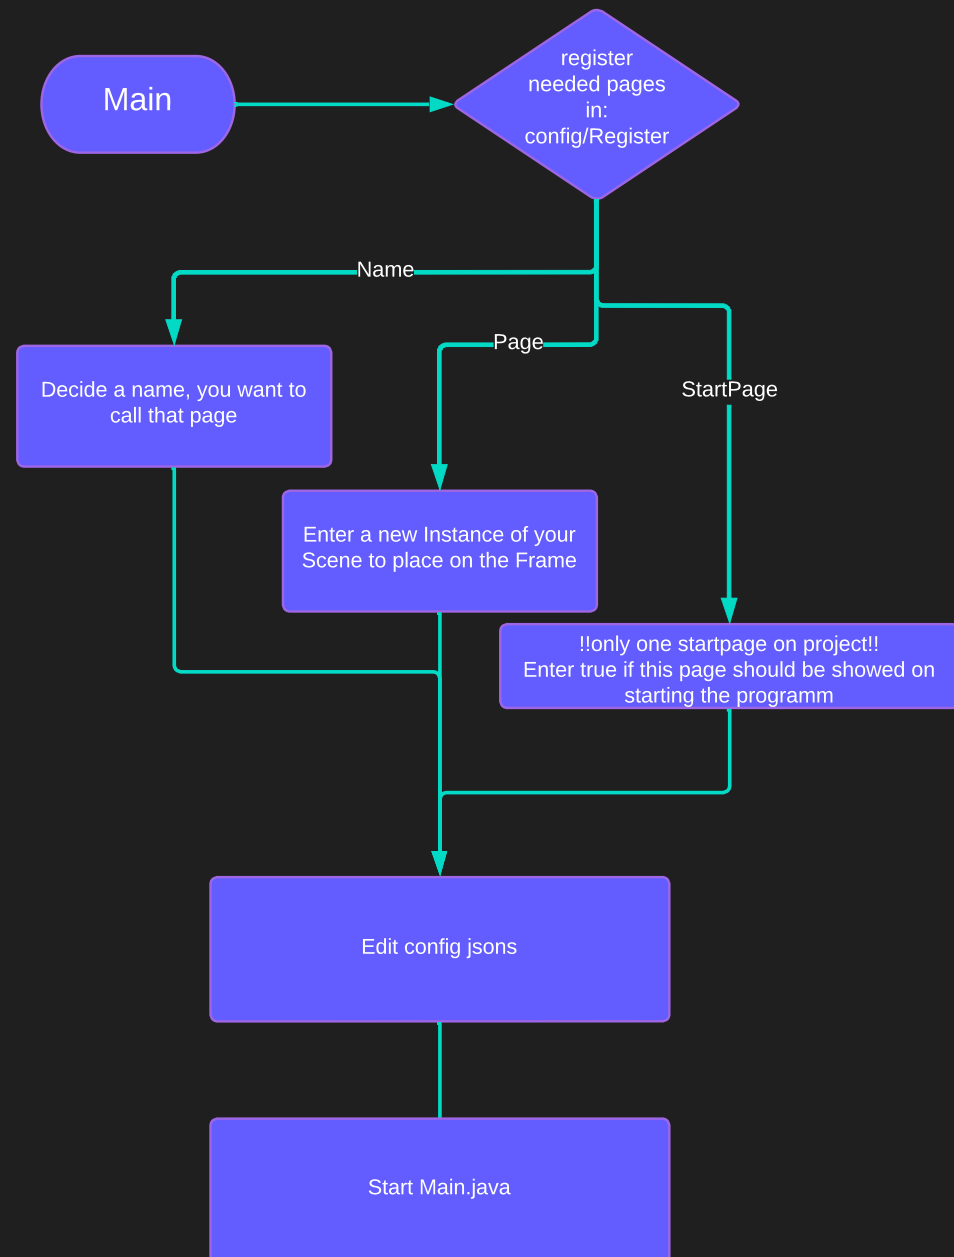 Main
register
needed pages
in:
config/Register
Name
Page
StartPage
Decide a name, you want to
call that page
Enter a new Instance of your
Scene to place on the Frame
!!only one startpage on project!!
Enter true if this page should be showed on
starting the programm
Edit config jsons
Start Main.java